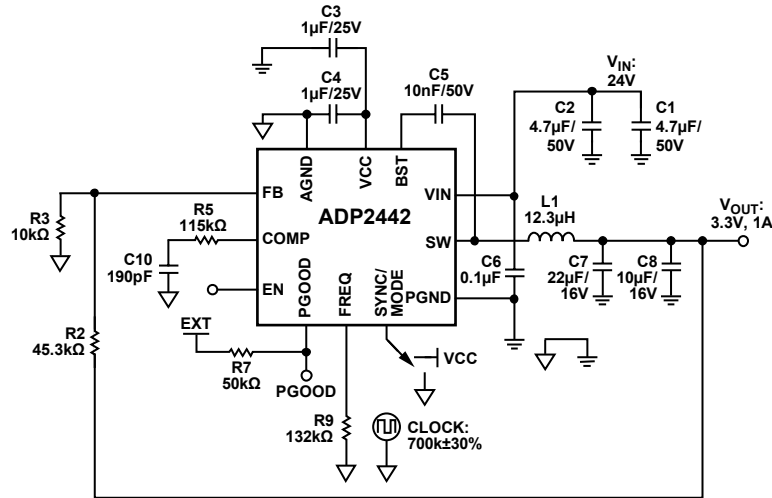 C3
1µF/25V
C4
1µF/25V
C5
10nF/50V
VIN:
24V
C2
4.7µF/
50V
C1
4.7µF/
50V
AGND
VCC
BST
FB
VIN
ADP2442
R3
10kΩ
R5
115kΩ
COMP
SW
L1
12.3µH
VOUT:
3.3V, 1A
C10
190pF
EN
PGOOD
FREQ
SYNC/
MODE
PGND
C6
0.1µF
C7
22µF/
16V
C8
10µF/
16V
R2
45.3kΩ
EXT
R7
50kΩ
PGOOD
VCC
R9
132kΩ
CLOCK:
700k±30%